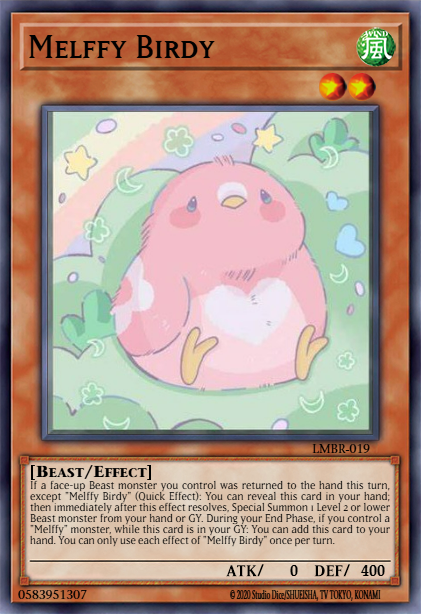 Melffy Birdy
WIND
風
LMBR-019
[Beast/Effect]
If a face-up Beast monster you control was returned to the hand this turn,
except "Melffy Birdy" (Quick Effect): You can reveal this card in your hand;
then immediately after this effect resolves, Special Summon 1 Level 2 or lower
Beast monster from your hand or GY. During your End Phase, if you control a
"Melffy" monster, while this card is in your GY: You can add this card to your
hand. You can only use each effect of "Melffy Birdy" once per turn.
ATK/ 0 DEF/ 400
0583951307 ©2020 Studio Dice/SHUEISHA, TV TOKYO, KONAMI